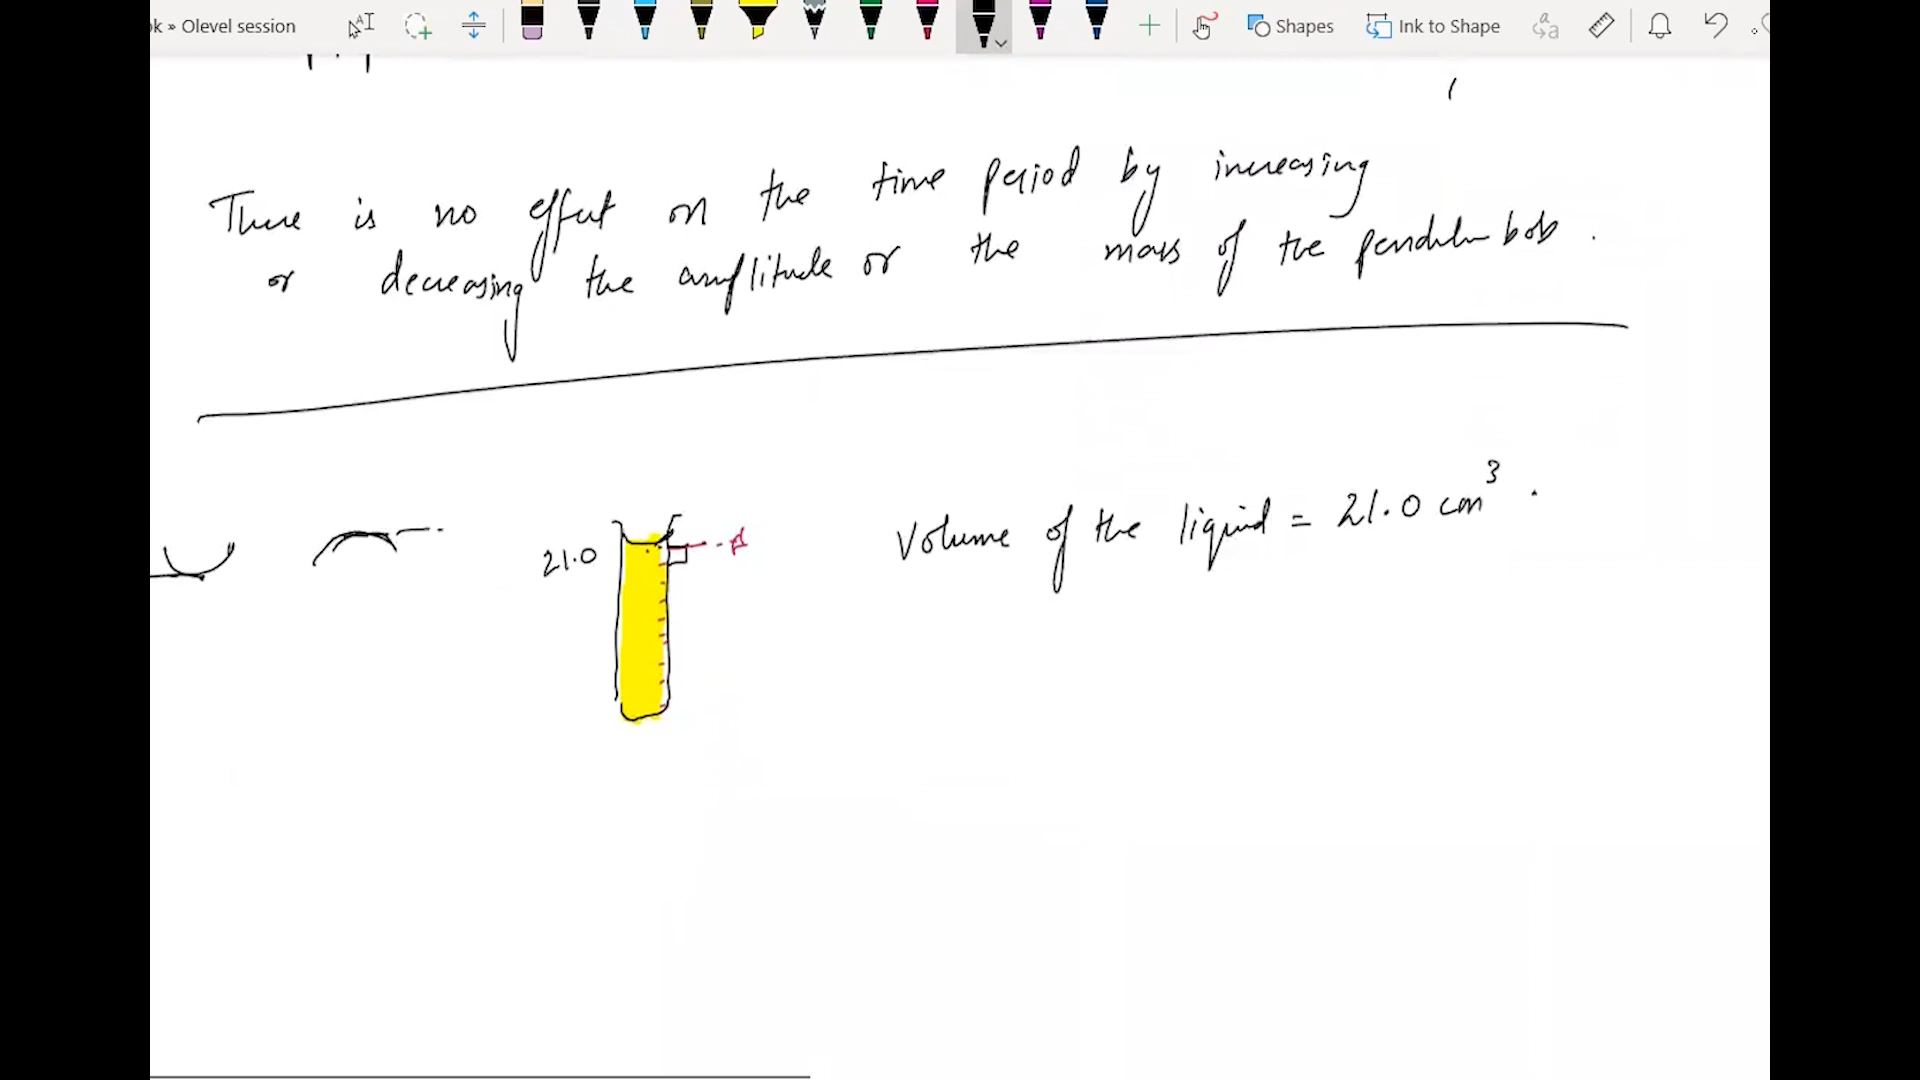 ok » Olevel session
Shapes
Ink to Shape
There is no effect on the time period by increasing
or decreasing the amplitude or the mass of the pendulum bob.
21.0
Volume of the liquid = 21.0 cm³.